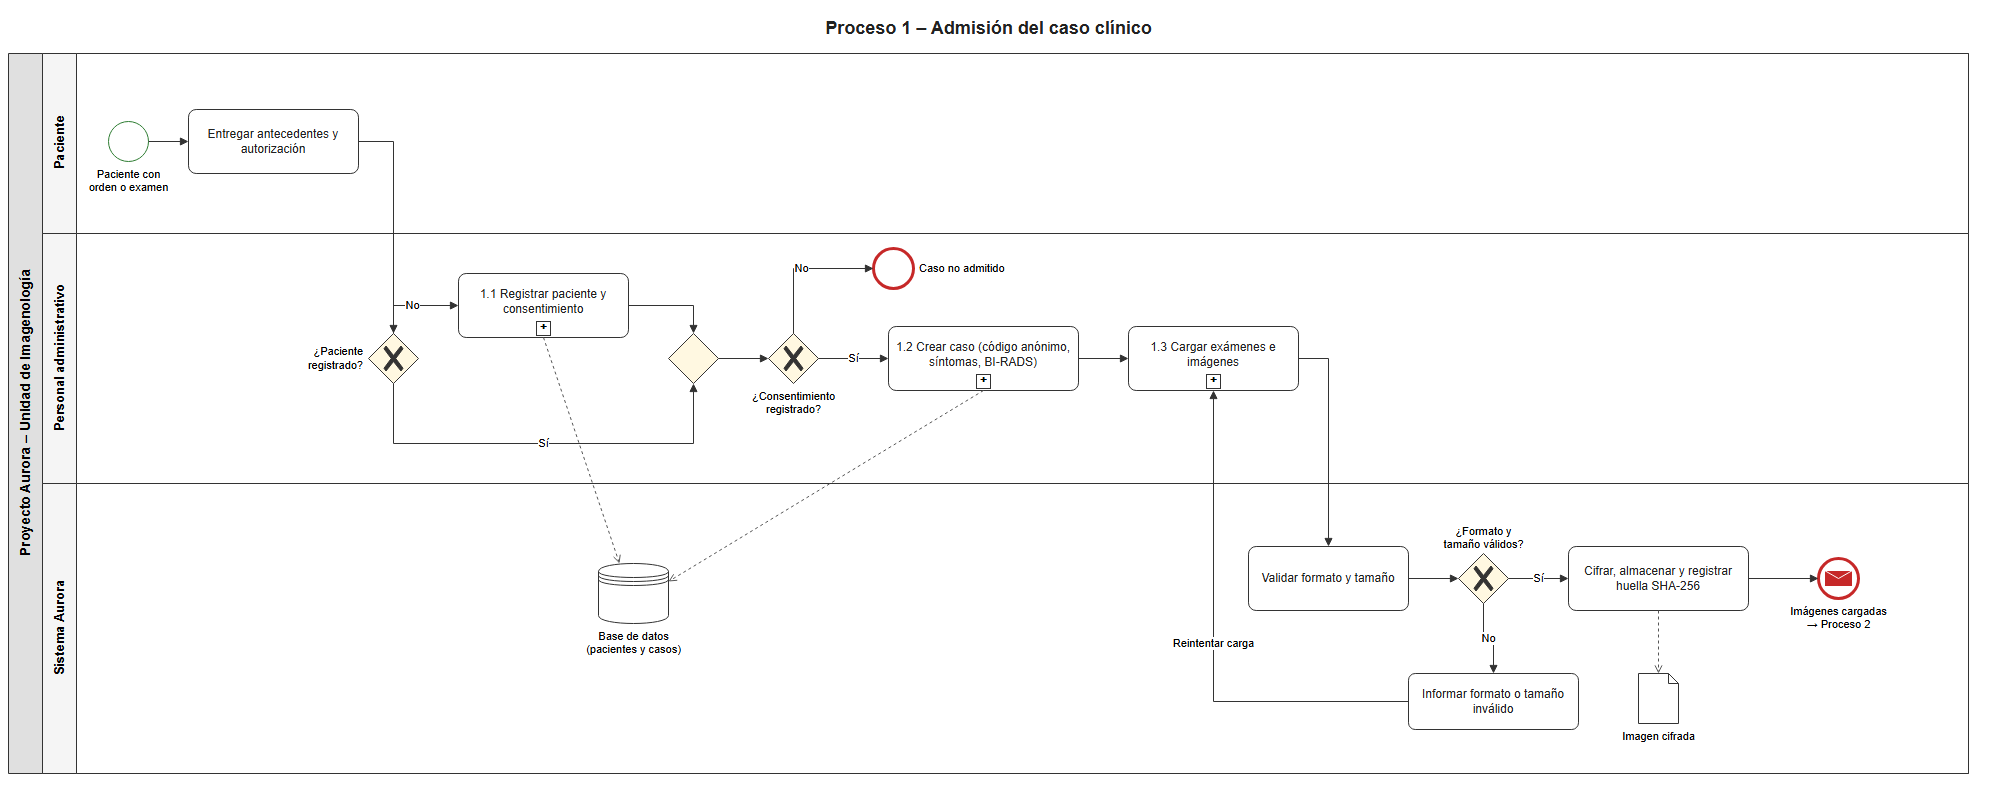 Proceso 1 – Admisión del caso clínico
Proyecto Aurora – Unidad de Imagenología
Paciente
Paciente con
orden o examen
Entregar antecedentes y
autorización
Personal administrativo
¿Paciente
registrado?
No
1.1 Registrar paciente y
consentimiento
Sí
¿Consentimiento
registrado?
No
Caso no admitido
Sí
1.2 Crear caso (código anónimo,
síntomas, BI-RADS)
1.3 Cargar exámenes e
imágenes
Sistema Aurora
Base de datos
(pacientes y casos)
Validar formato y tamaño
¿Formato y
tamaño válidos?
Sí
Cifrar, almacenar y registrar
huella SHA-256
Imágenes cargadas
→ Proceso 2
No
Reintentar carga
Informar formato o tamaño
inválido
Imagen cifrada